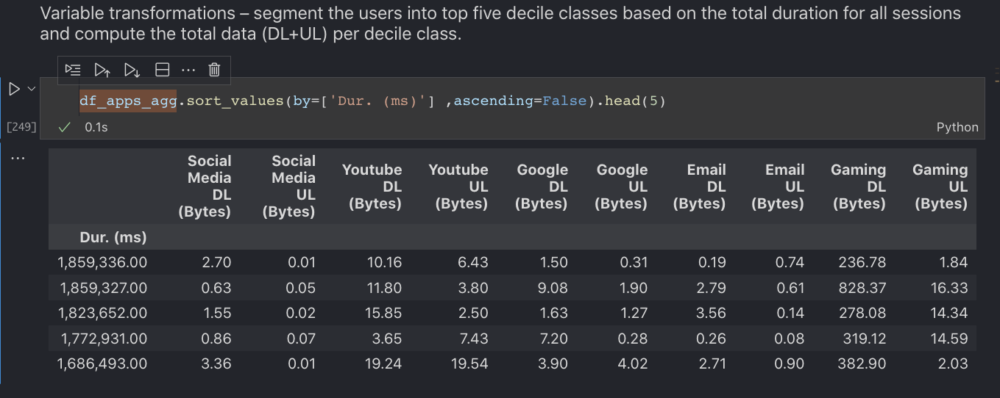 Variable transformations – segment the users into top five decile classes based on the total duration for all sessions
and compute the total data (DL+UL) per decile class.
df_apps_agg.sort_values(by=['Dur. (ms)'] ,ascending=False).head(5)
[249] 0.1s Python
Social Media DL (Bytes) Social Media UL (Bytes) Youtube DL (Bytes) Youtube UL (Bytes) Google DL (Bytes) Google UL (Bytes) Email DL (Bytes) Email UL (Bytes) Gaming DL (Bytes) Gaming UL (Bytes)
Dur. (ms)
1,859,336.00 2.70 0.01 10.16 6.43 1.50 0.31 0.19 0.74 236.78 1.84
1,859,327.00 0.63 0.05 11.80 3.80 9.08 1.90 2.79 0.61 828.37 16.33
1,823,652.00 1.55 0.02 15.85 2.50 1.63 1.27 3.56 0.14 278.08 14.34
1,772,931.00 0.86 0.07 3.65 7.43 7.20 0.28 0.26 0.08 319.12 14.59
1,686,493.00 3.36 0.01 19.24 19.54 3.90 4.02 2.71 0.90 382.90 2.03